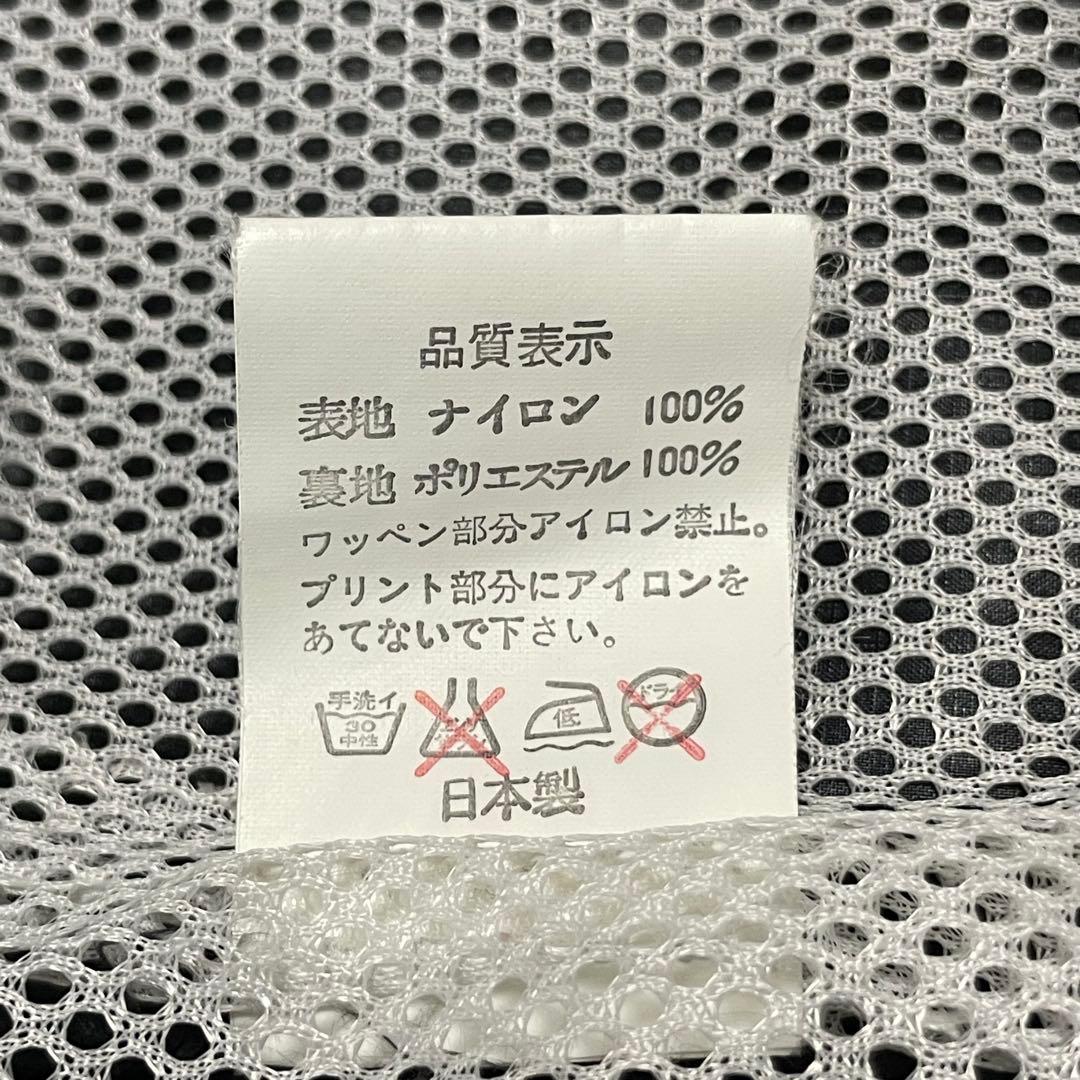 品質表示
表地 ナイロン 100%
裏地 ポリエステル 100%
ワッペン部分アイロン禁止。
プリント部分にアイロンを
あてないで下さい。
手洗イ 30 中性 低 ドライ
日本製